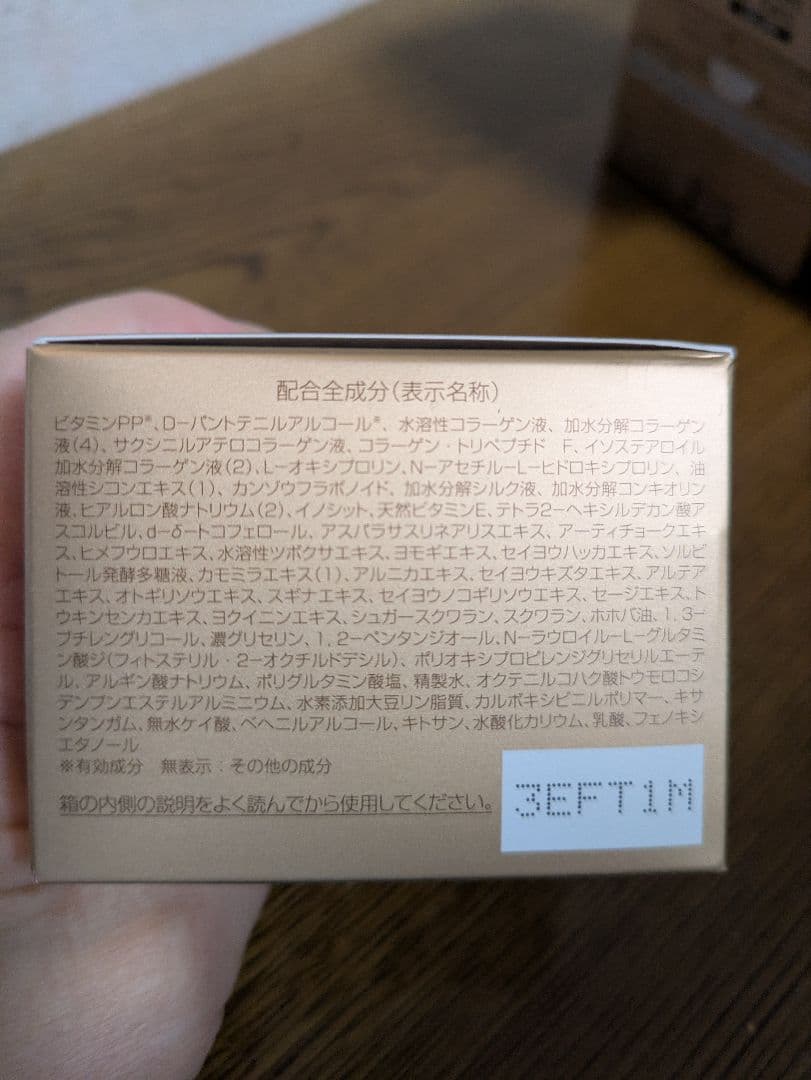 配合全成分(表示名称)
ビタミンPP※、D-パントテニルアルコール※、水溶性コラーゲン液、加水分解コラーゲン
液(4)、サクシニルアテロコラーゲン液、コラーゲン・トリペプチド F、イソステアロイル
加水分解コラーゲン液(2)、L-オキシプロリン、N-アセチル-L-ヒドロキシプロリン、油
溶性シコンエキス(1)、カンゾウフラボノイド、加水分解シルク液、加水分解コンキオリン
液、ヒアルロン酸ナトリウム(2)、イノシット、天然ビタミンE、テトラ2-ヘキシルデカン酸ア
スコルビル、d-δ-トコフェロール、アスパラサスリネアリスエキス、アーティチョークエキ
ス、ヒメフウロエキス、水溶性ツボクサエキス、ヨモギエキス、セイヨウハッカエキス、ソルビ
トール発酵多糖液、カモミラエキス(1)、アルニカエキス、セイヨウキズタエキス、アルテア
エキス、オトギリソウエキス、スギナエキス、セイヨウノコギリソウエキス、セージエキス、ト
ウキンセンカエキス、ヨクイニンエキス、シュガースクワラン、スクワラン、ホホバ油、1,3-
ブチレングリコール、濃グリセリン、1,2-ペンタンジオール、N-ラウロイル-L-グルタミ
ン酸ジ(フィトステリル・2-オクチルドデシル)、ポリオキシプロピレンジグリセリルエーテ
ル、アルギン酸ナトリウム、ポリグルタミン酸塩、精製水、オクテニルコハク酸トウモロコシ
デンプンエステルアルミニウム、水素添加大豆リン脂質、カルボキシビニルポリマー、キサ
ンタンガム、無水ケイ酸、ベヘニルアルコール、キトサン、水酸化カリウム、乳酸、フェノキシ
エタノール
※有効成分 無表示:その他の成分
箱の内側の説明をよく読んでから使用してください。
3EFT1M